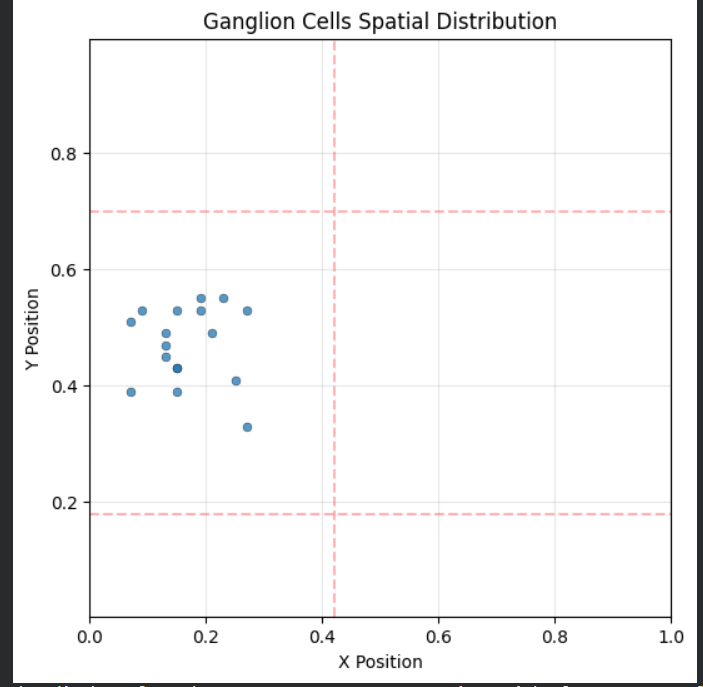 Ganglion Cells Spatial Distribution
0.8
0.6
0.4
0.2
Y Position
0.0 0.2 0.4 0.6 0.8 1.0
X Position